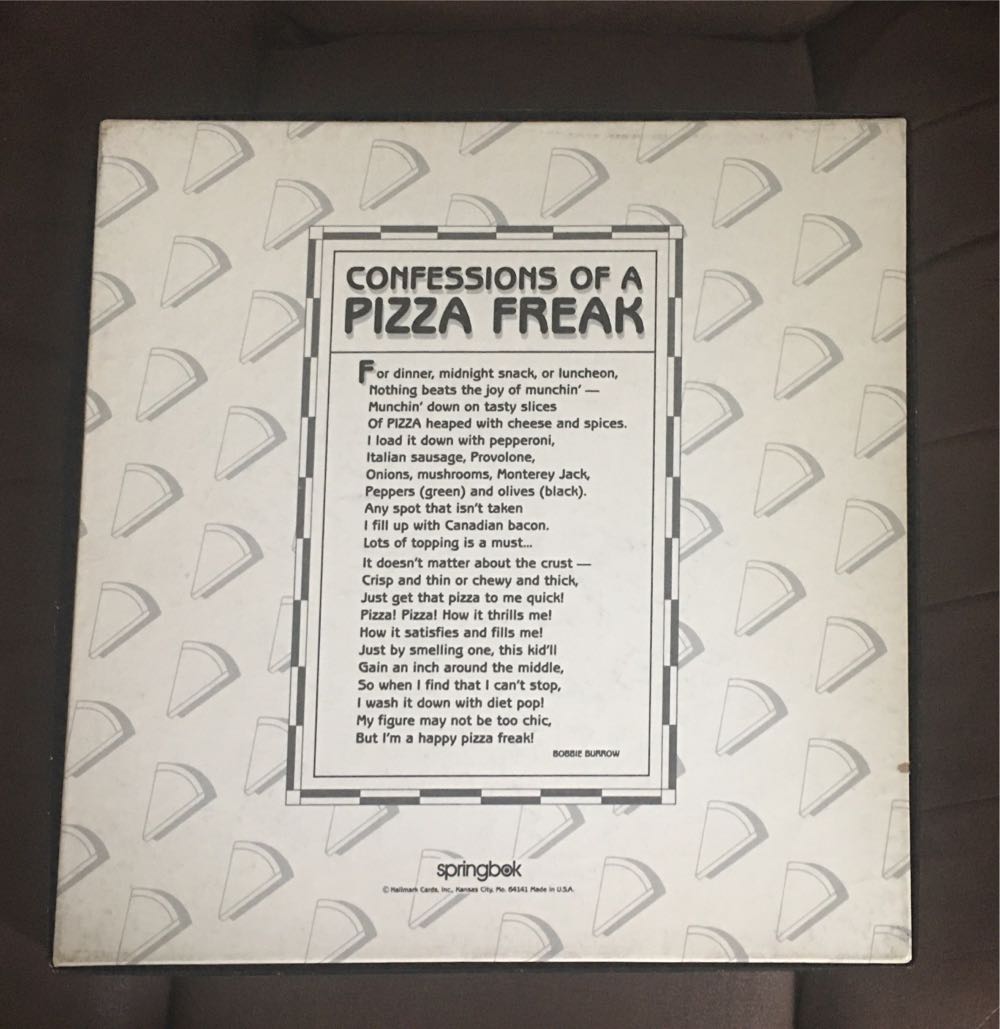 CONFESSIONS OF A
PIZZA FREAK
For dinner, midnight snack, or luncheon,
Nothing beats the joy of munchin' —
Munchin' down on tasty slices
Of PIZZA heaped with cheese and spices.
I load it down with pepperoni,
Italian sausage, Provolone,
Onions, mushrooms, Monterey Jack,
Peppers (green) and olives (black).
Any spot that isn't taken
I fill up with Canadian bacon.
Lots of topping is a must...
It doesn't matter about the crust —
Crisp and thin or chewy and thick,
Just get that pizza to me quick!
Pizza! Pizza! How it thrills me!
How it satisfies and fills me!
Just by smelling one, this kid'll
Gain an inch around the middle,
So when I find that I can't stop,
I wash it down with diet pop!
My figure may not be too chic,
But I'm a happy pizza freak!
BOBBIE BURROW
springbok
© Hallmark Cards, Inc., Kansas City, Mo. 64141 Made in U.S.A.